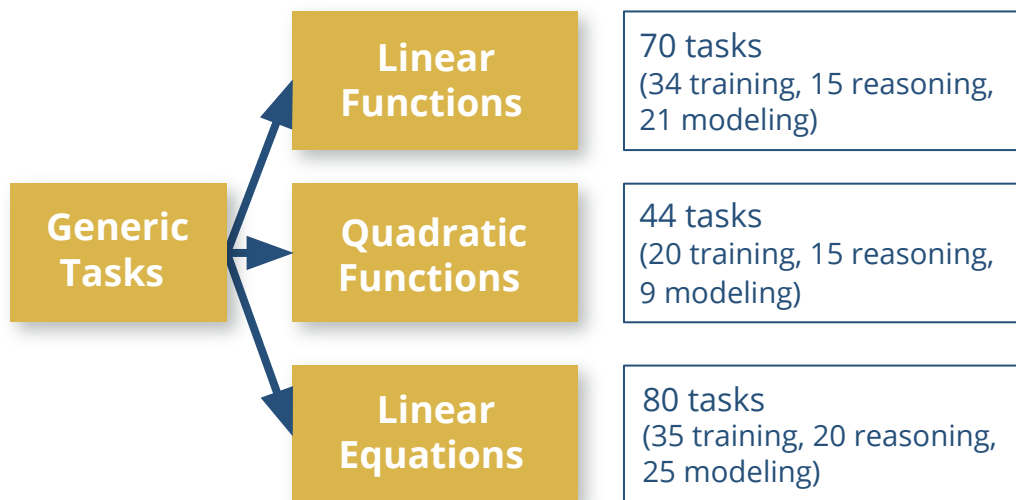 Linear
Functions
70 tasks
(34 training, 15 reasoning,
21 modeling)
Generic
Tasks
Quadratic
Functions
44 tasks
(20 training, 15 reasoning,
9 modeling)
Linear
Equations
80 tasks
(35 training, 20 reasoning,
25 modeling)